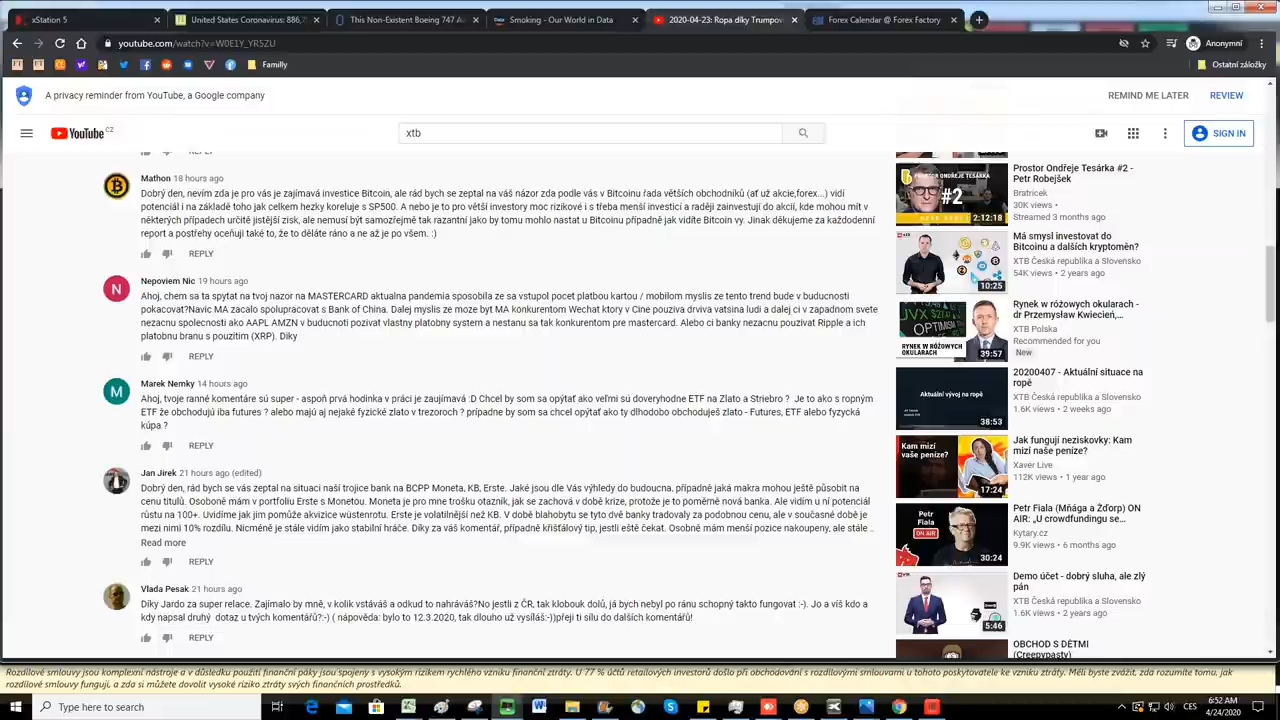 xStation 5
United States Coronavirus: 886,7
This Non-Existent Boeing 747 Aw
Smoking - Our World in Data
2020-04-23: Ropa díky Trumpov
Forex Calendar @ Forex Factory
youtube.com/watch?v=W0E1Y_YR5ZU
Anonymní
Familly
Ostatní záložky
A privacy reminder from YouTube, a Google company
REMIND ME LATER
REVIEW
YouTube CZ
xtb
SIGN IN
REPLY
Mathon 18 hours ago
Dobrý den, nevím zda je pro vás je zajímavá investice Bitcoin, ale rád bych se zeptal na váš názor zda podle vás v Bitcoinu řada větších obchodníků (ať už akcie,forex...) vidí
potenciál i na základě toho jak celkem hezky koreluje s SP500. A nebo je to pro větší investory moc rizikové i s třeba menší investicí a raději zainvestují do akcií, kde mohou mít v
některých případech určitě jistější zisk, ale nemusí být samozřejmě tak razantní jako by tomu mohlo nastat u Bitcoinu případně jak vidíte Bitcoin vy. Jinak děkujeme za každodenní
report a postřehy oceňuji také to, že to děláte ráno a ne až je po všem. :)
REPLY
Nepoviem Nic 19 hours ago
Ahoj, chem sa ta spytat na tvoj nazor na MASTERCARD aktualna pandemia sposobila ze sa vstupol pocet platbou kartou / mobilom myslis ze tento trend bude v buducnosti
pokacovat?Navic MA zacalo spolupracovat s Bank of China. Dalej myslis ze moze byt MA konkurentom Wechat ktory v Cine pouziva drviva vatsina ludi a dalej ci v zapadnom svete
nezacnu spolecnosti ako AAPL AMZN v buducnoti pozivat vlastny platobny system a nestanu sa tak konkurentom pre mastercard. Alebo ci banky nezacnu pouzivat Ripple a ich
platobnu branu s použitím (XRP). Diky
REPLY
Marek Nemky 14 hours ago
Ahoj, tvoje ranné komentáre sú super - aspoň prvá hodinka v práci je zaujímavá :D Chcel by som sa opýtať ako veľmi sú doveryhodne ETF na Zlato a Striebro ? Je to ako s ropným
ETF že obchodujú iba futures ? alebo majú aj nejaké fyzické zlato v trezoroch ? prípadne by som sa chcel opýtať ako ty dlhodobo obchoduješ zlato - Futures, ETF alebo fyzycká
kúpa ?
REPLY
Jan Jirek 21 hours ago (edited)
Dobrý den, rád bych se vás zeptal na situaci naší trojce bank na BCPP Moneta, KB, Erste. Jaké jsou dle Vás výhledy do budoucna, případně jaká makra mohou ještě působit na
cenu titulů. Osoboně mám v portfoliu Erste s Monetou. Moneta je pro mne trošku otazník, jak se zachová v době krize, protože je to poměrně nová banka. Ale vidím u ní potenciál
růstu na 100+. Uvidíme jak jim pomůže akvizice wüstenrotu. Erste je volatilnější než KB. V době blahobytu se tyto dvě banky tradovaly za podobnou cenu, ale v současné době je
mezi nimi 10% rozdílu. Nicméně je stále vidím jako stabilní hráče. Díky za váš komentář, případné křišťálový tip, jestli eště čekat. Osobně mám menší pozice nakoupeny, ale stále ..
Read more
REPLY
Vlada Pesak 21 hours ago
Díky Jardo za super relace. Zajímalo by mně, v kolik vstáváš a odkud to nahráváš?No jestli z ČR, tak klobouk dolů, já bych nebyl po ránu schopný takto fungovat :-). Jo a víš kdo a
kdy napsal druhý dotaz u tvých komentářů?:-) ( nápověda: bylo to 12.3.2020, tak dlouho už vysíláš:-))přeji ti sílu do dalších komentářů!
REPLY
PROSTOR ONDŘEJE TESÁRKA
#2
2:12:18
Prostor Ondřeje Tesárka #2 -
Petr Robejšek
Bratricek
30K views •
Streamed 3 months ago
10:25
Má smysl investovat do
Bitcoinu a dalších kryptoměn?
XTB Česká republika a Slovensko
54K views • 2 years ago
OPTIMISM
RYNEK W RÓŻOWYCH
OKULARACH
39:57
Rynek w różowych okularach -
dr Przemysław Kwiecień,...
XTB Polska
Recommended for you
New
Aktuální vývoj na ropě
38:53
20200407 - Aktuální situace na
ropě
XTB Česká republika a Slovensko
1.6K views • 2 weeks ago
Kam mizí
vaše peníze?
17:24
Jak fungují neziskovky: Kam
mizí naše peníze?
Xaver Live
112K views • 1 year ago
Petr
Fiala
ON AIR
30:24
Petr Fiala (Mňága a Žďorp) ON
AIR: „U crowdfundingu se...
Kytary.cz
9.9K views • 6 months ago
5:46
Demo účet - dobrý sluha, ale zlý
pán
XTB Česká republika a Slovensko
1.6K views • 2 years ago
OBCHOD S DĚTMI
(Creepypasty)
Rozdílové smlouvy jsou komplexní nástroje a v důsledku použití finanční páky jsou spojeny s vysokým rizikem rychlého vzniku finanční ztráty. U 77 % účtů retailových investorů došlo při obchodování s rozdílovými smlouvami u tohoto poskytovatele ke vzniku ztráty. Měli byste zvážit, zda rozumíte tomu, jak
rozdílové smlouvy fungují, a zda si můžete dovolit vysoké riziko ztráty svých finančních prostředků.
Type here to search
CES
6:52 AM
4/24/2020